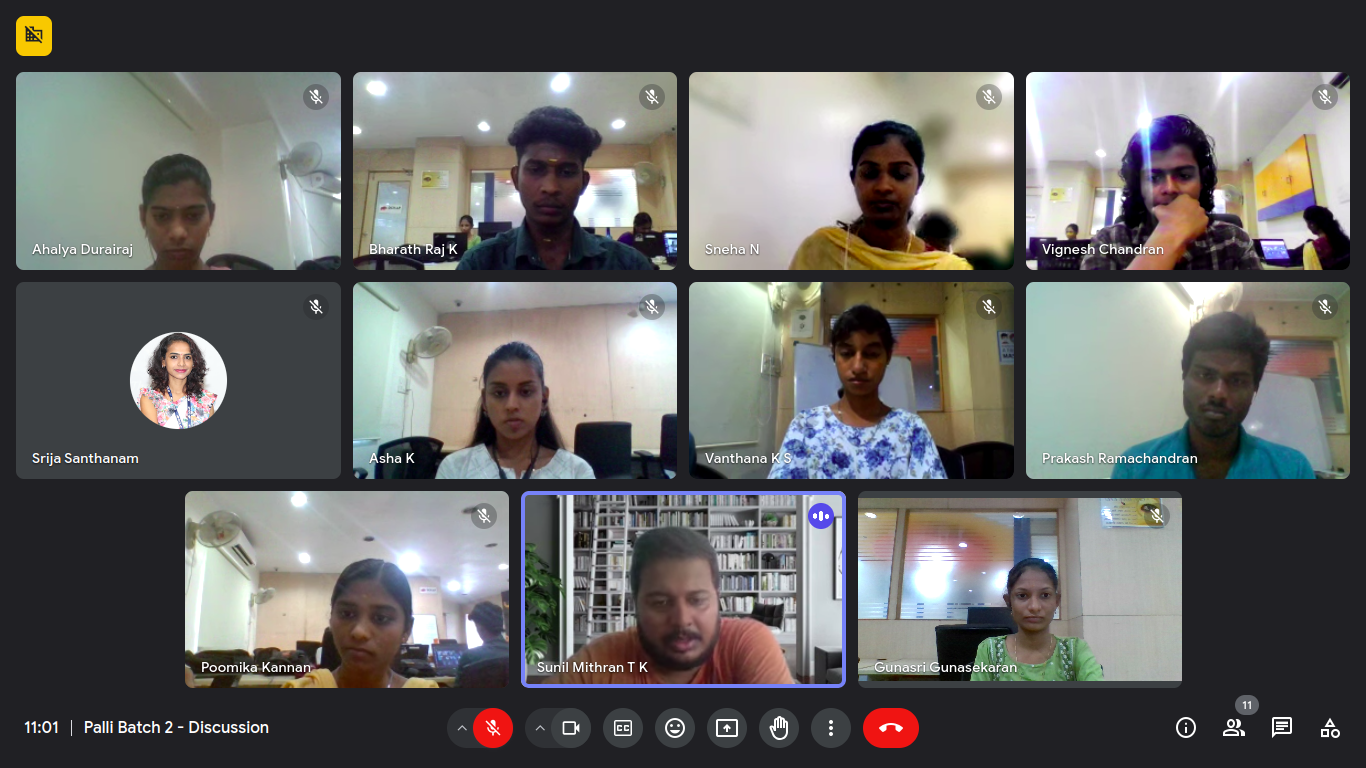 Ahalya Durairaj
Bharath Raj K
Sneha N
Vignesh Chandran
Srija Santhanam
Asha K
Vanthana K S
Prakash Ramachandran
Poomika Kannan
Sunil Mithran T K
Gunasri Gunasekaran
11
11:01 | Palli Batch 2 - Discussion
CC